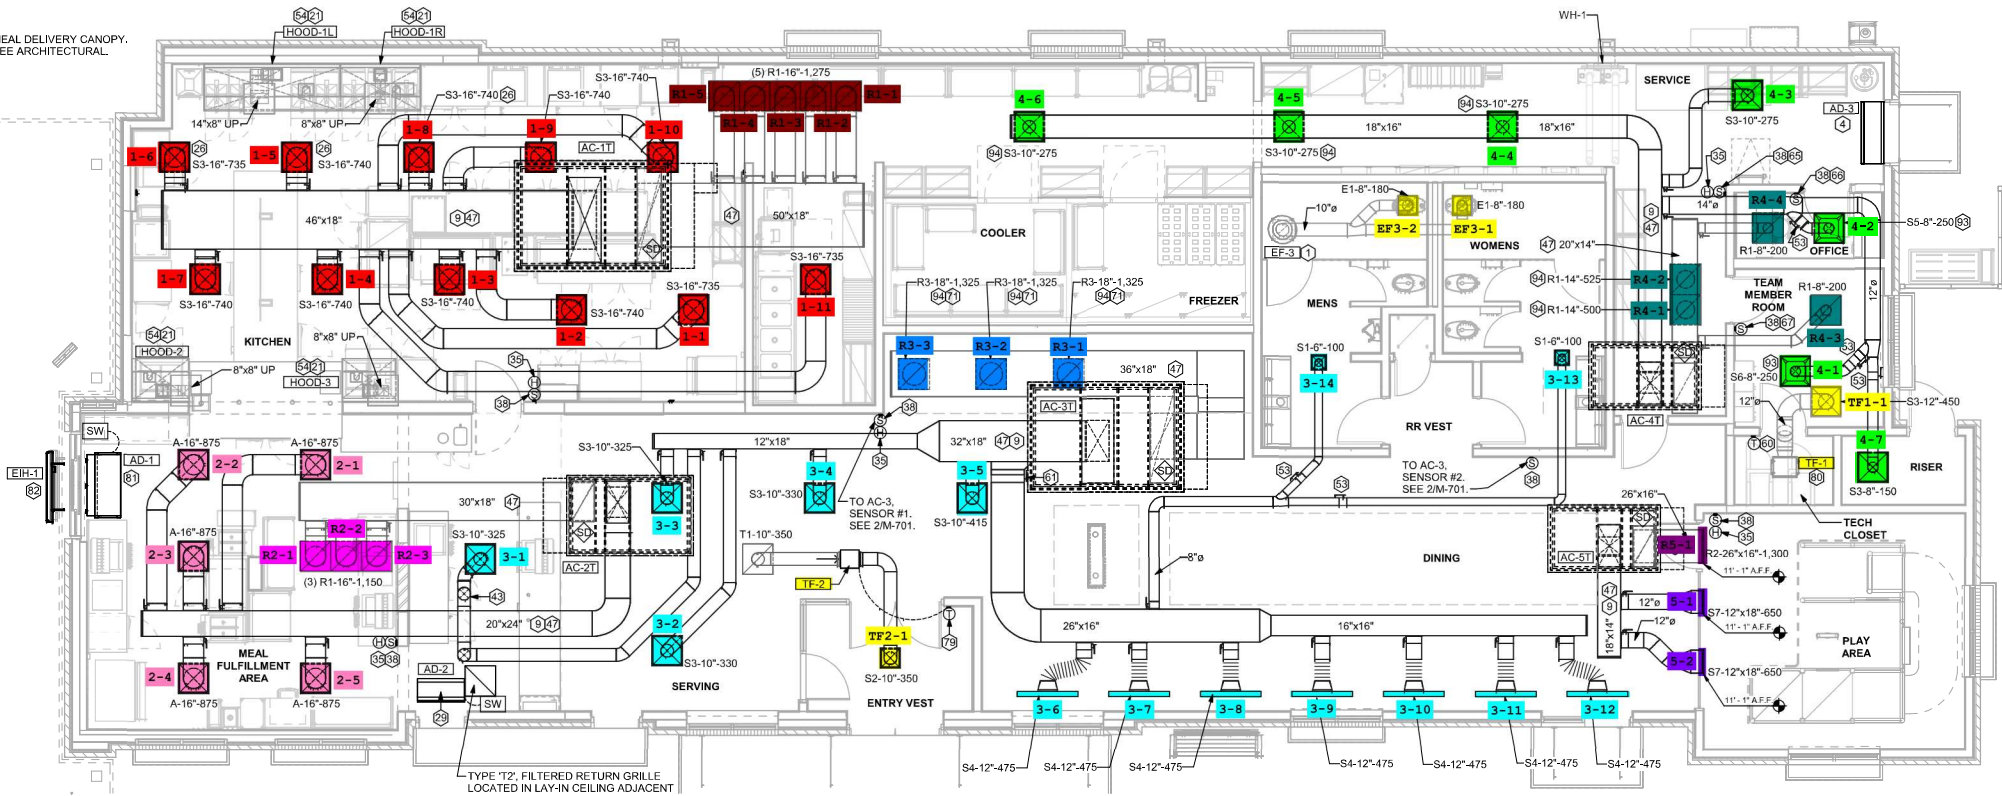 54 21
54 21
WH-1
HOOD-1L
HOOD-1R
MEAL DELIVERY CANOPY.
SEE ARCHITECTURAL.
S3-16"-740
(5) R1-16"-1,275
SERVICE
S3-16"-740 26
S3-16"-740
R1-5
R1-1
4-6
4-5
94 S3-10"-275
4-3
AD-3
4
14"x8" UP
8"x8" UP
R1-4
R1-3
R1-2
S3-10"-275
1-8
1-9
1-10
18"x16"
18"x16"
1-6
26
1-5
26
AC-1T
94 S3-10"-275
S3-10"-275 94
4-4
S3-16"-735
S3-16"-740
35
38 65
38 66
H
S
S
E1-8"-180
E1-8"-180
14"ø
R4-4
46"x18"
9 47
47
50"x18"
10"ø
9
47
S5-8"-250 93
EF3-2
EF3-1
4-2
COOLER
WOMENS
47 20"x14"
53
SD
EF-3 1
R1-8"-200
OFFICE
S3-16"-735
1-7
1-4
1-3
R3-18"-1,325
R3-18"-1,325
R3-18"-1,325
94 R1-14"-525
R4-2
TEAM
MEMBER
ROOM
R1-8"-200
12"ø
S3-16"-740
S3-16"-740
S3-16"-740
S3-16"-735
94 71
94 71
94 71
FREEZER
MENS
1-11
94 R1-14"-500
R4-1
S3-16"-740
54 21
8"x8" UP
KITCHEN
1-2
1-1
S
38 67
R4-3
HOOD-2
R3-3
R3-2
R3-1
S1-6"-100
S1-6"-100
53
54 21
35
36"x18"
47
SD
93
8"x8" UP
HOOD-3
H
S
3-14
3-13
S6-8"-250
4-1
53
38
38
AC-3T
12"ø
TF1-1
S3-12"-450
SW
S
AC-4T
A-16"-875
A-16"-875
S3-10"-325
12"x18"
H
32"x18"
47 9
RR VEST
T 60
4-7
EIH-1
AD-1
2-2
2-1
35
TO AC-3,
SENSOR #2.
SEE 2/M-701.
S
38
TF-1
RISER
82
81
3-4
3-5
61
SD
53
80
30"x18"
47
S3-10"-330
53
26"x16"
S3-8"-150
TO AC-3,
SENSOR #1.
SEE 2/M-701.
3-3
S3-10"-415
A-16"-875
R2-2
S3-10"-325
SD
T1-10"-350
SD
S 38
H 35
TECH
CLOSET
2-3
R2-1
R2-3
3-1
DINING
AC-5T
R5-1
R2-26"x16"-1,300
AC-2T
8"ø
11' - 1" A.F.F.
(3) R1-16"-1,150
TF-2
47
43
9
12"ø
5-1
S7-12"x18"-650
T
20"x24"
9 47
3-2
TF2-1
26"x16"
16"x16"
12"ø
11' - 1" A.F.F.
H S
35 38
79
18"x14"
PLAY
AREA
MEAL
FULFILLMENT
AREA
S3-10"-330
5-2
S7-12"x18"-650
2-4
2-5
AD-2
SERVING
S2-10"-350
A-16"-875
A-16"-875
SW
ENTRY VEST
11' - 1" A.F.F.
29
3-6
3-7
3-8
3-9
3-10
3-11
3-12
S4-12"-475
S4-12"-475
S4-12"-475
S4-12"-475
S4-12"-475
S4-12"-475
S4-12"-475
TYPE 'T2', FILTERED RETURN GRILLE
LOCATED IN LAY-IN CEILING ADJACENT